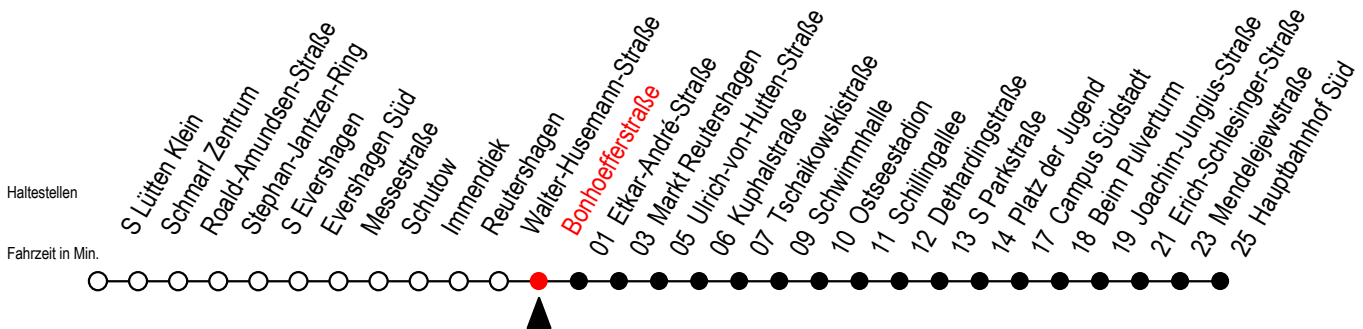 Haltestellen
Fahrzeit in Min.
S Lütten Klein
Schmarl Zentrum
Roald-Amundsen-Straße
Stephan-Jantzen-Ring
S Evershagen
Evershagen Süd
Messestraße
Schutow
Immendiek
Reutershagen
Walter-Husemann-Straße
Bonhoefferstraße
01 Etkar-André-Straße
03 Markt Reutershagen
05 Ulrich-von-Hutten-Straße
06 Kuphalstraße
07 Tschaikowskistraße
09 Schwimmhalle
10 Ostseestadion
11 Schillingallee
12 Dethardingstraße
13 S Parkstraße
14 Platz der Jugend
17 Campus Südstadt
18 Beim Pulverturm
19 Joachim-Jungius-Straße
21 Erich-Schlesinger-Straße
23 Mendelejewstraße
25 Hauptbahnhof Süd